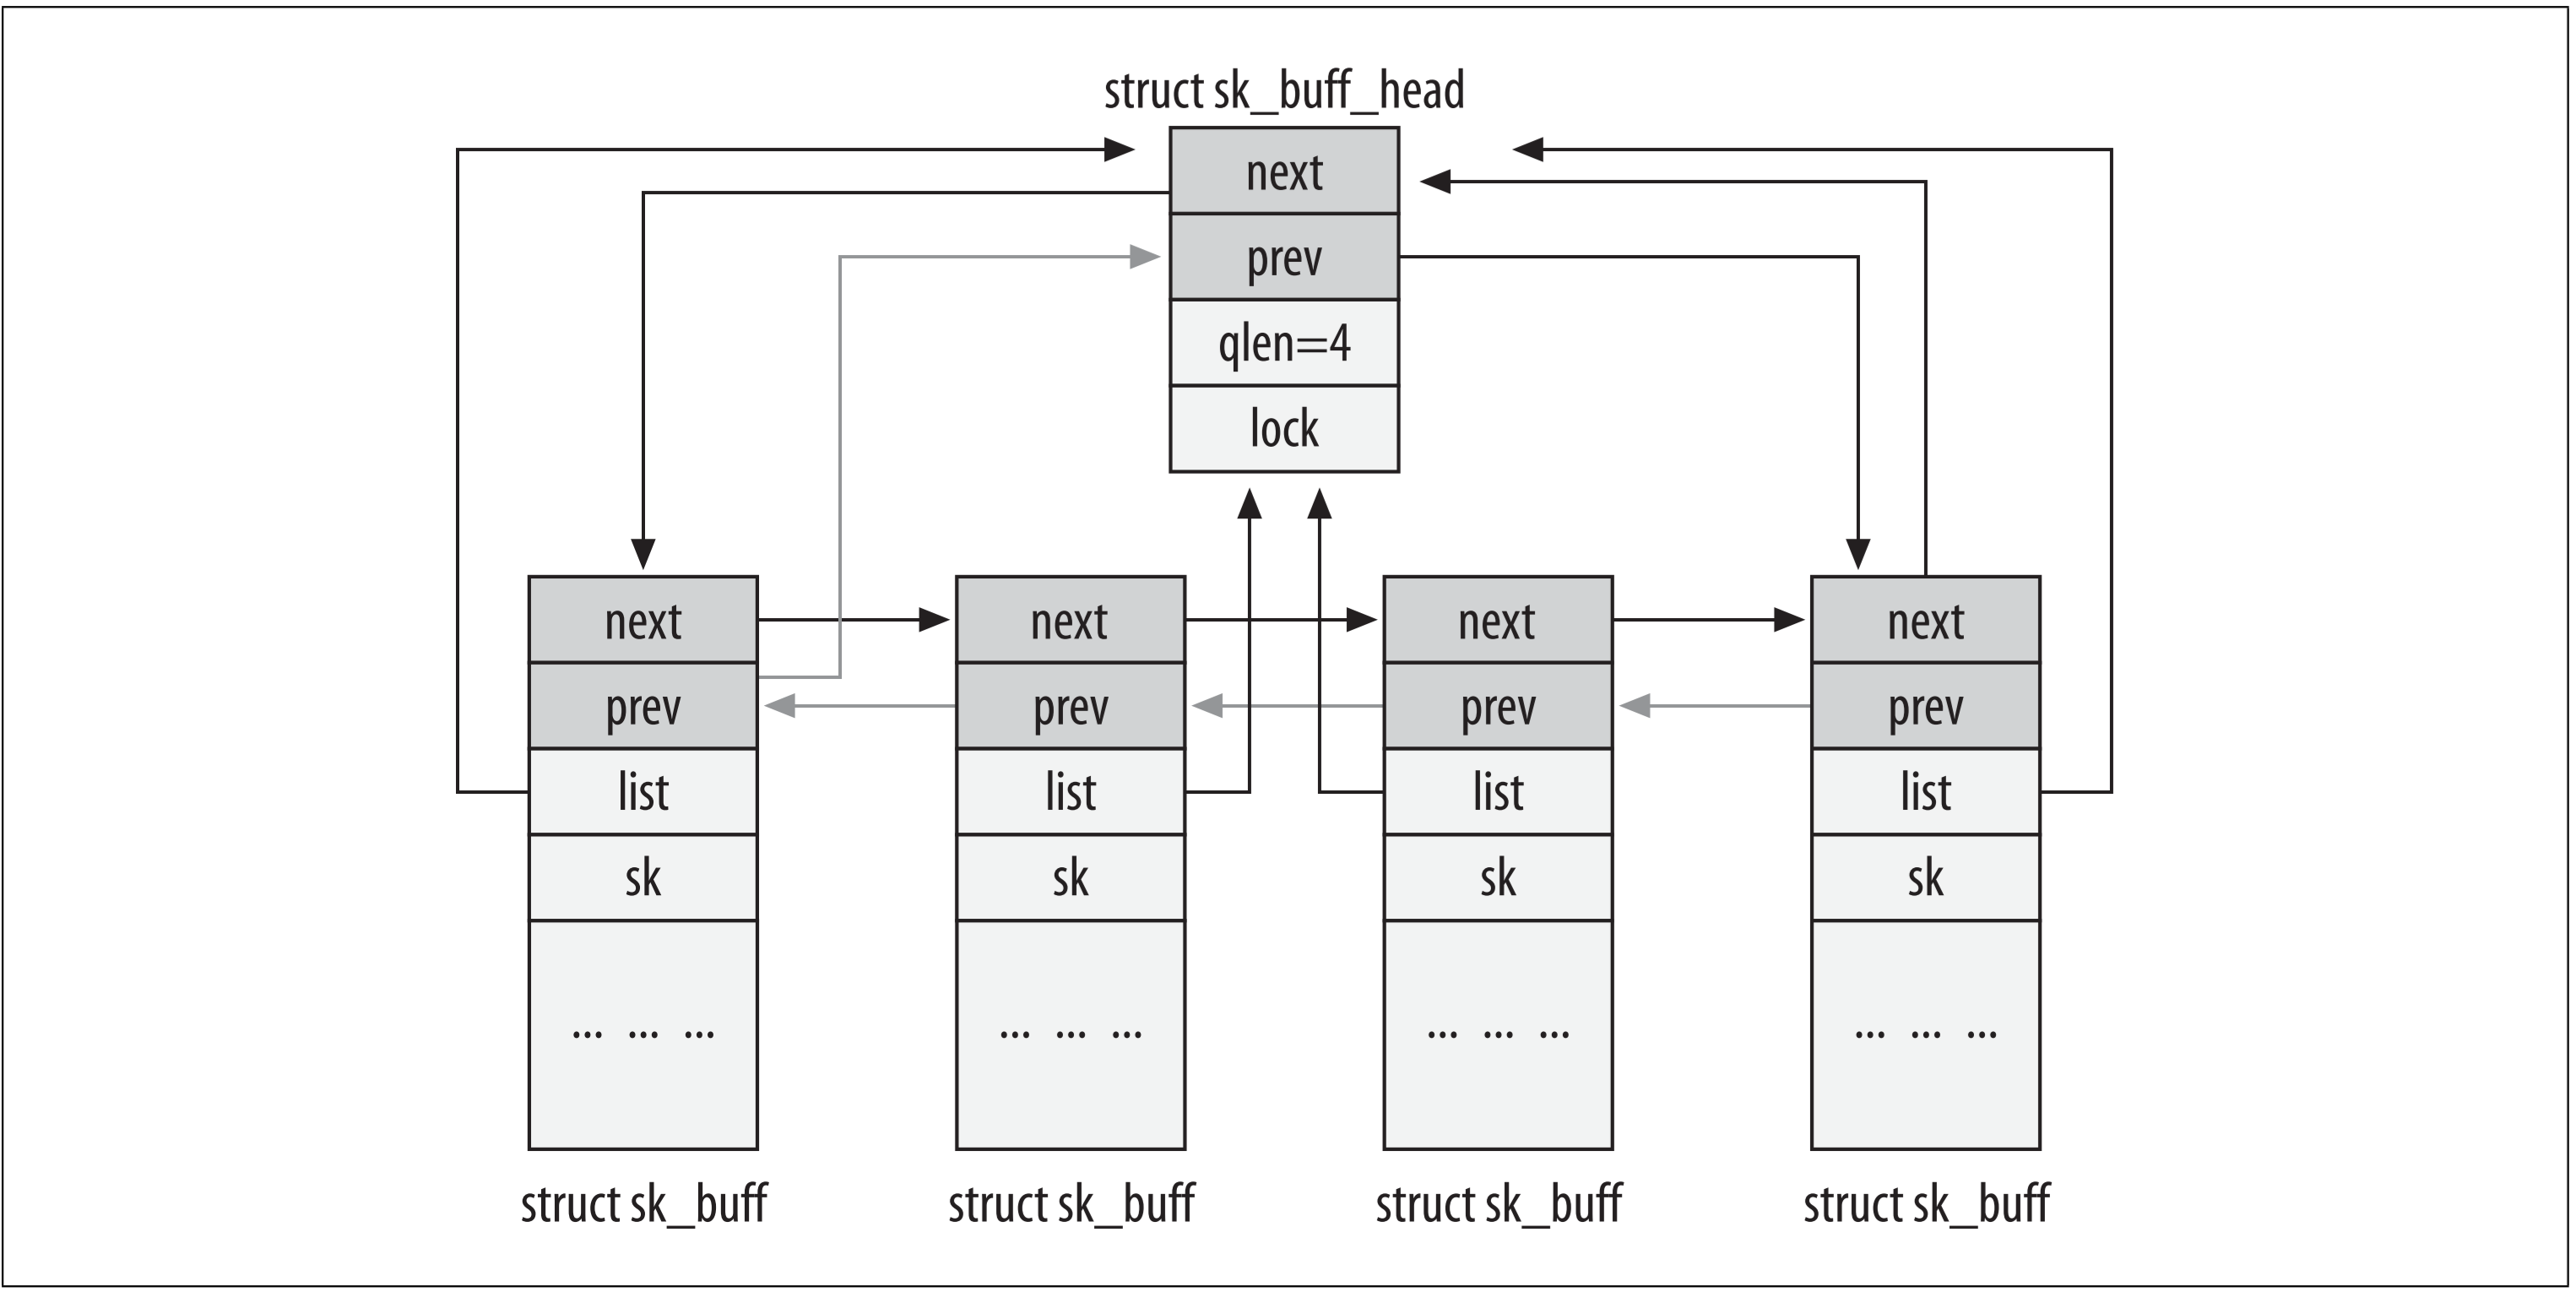 struct sk_buff_head
next
prev
qlen=4
lock
next next next next
prev prev prev prev
list list list list
sk sk sk sk
... ... ... ... ... ... ... ... ... ... ... ...
struct sk_buff struct sk_buff struct sk_buff struct sk_buff